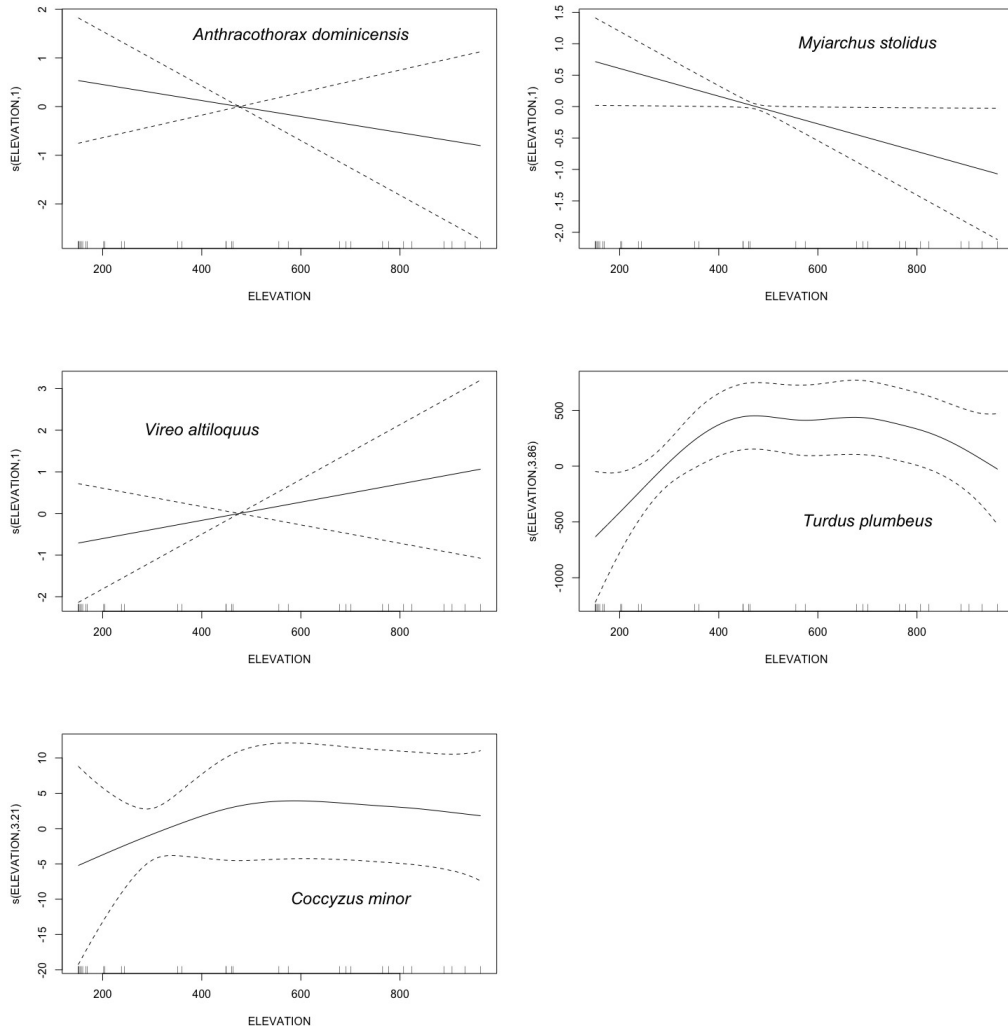 Anthracothorax dominicensis
s(ELEVATION,1)
2
1
0
-1
-2
200 400 600 800
ELEVATION
Myiarchus stolidus
s(ELEVATION,1)
1.5
1.0
0.5
0.0
-0.5
-1.0
-1.5
-2.0
200 400 600 800
ELEVATION
Vireo altiloquus
s(ELEVATION,1)
3
2
1
0
-1
-2
200 400 600 800
ELEVATION
Turdus plumbeus
s(ELEVATION,3.86)
500
0
-500
-1000
200 400 600 800
ELEVATION
Coccyzus minor
s(ELEVATION,3.21)
10
5
0
-5
-10
-15
-20
200 400 600 800
ELEVATION